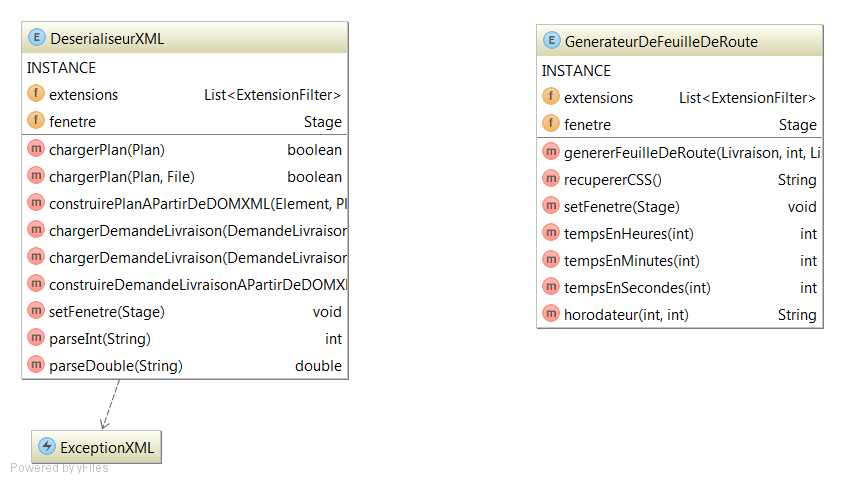 DeserialiseurXML
INSTANCE
extensions List<ExtensionFilter>
fenetre Stage
chargerPlan(Plan) boolean
chargerPlan(Plan, File) boolean
construirePlanAPartirDeDOMXML(Element, Pl
chargerDemandeLivraison(DemandeLivraison
chargerDemandeLivraison(DemandeLivraison
construireDemandeLivraisonAPartirDeDOMXM
setFenetre(Stage) void
parseInt(String) int
parseDouble(String) double
ExceptionXML
Powered by yFiles
GenerateurDeFeuilleDeRoute
INSTANCE
extensions List<ExtensionFilter>
fenetre Stage
genererFeuilleDeRoute(Livraison, int, Lis
recupererCSS() String
setFenetre(Stage) void
tempsEnHeures(int) int
tempsEnMinutes(int) int
tempsEnSecondes(int) int
horodateur(int, int) String